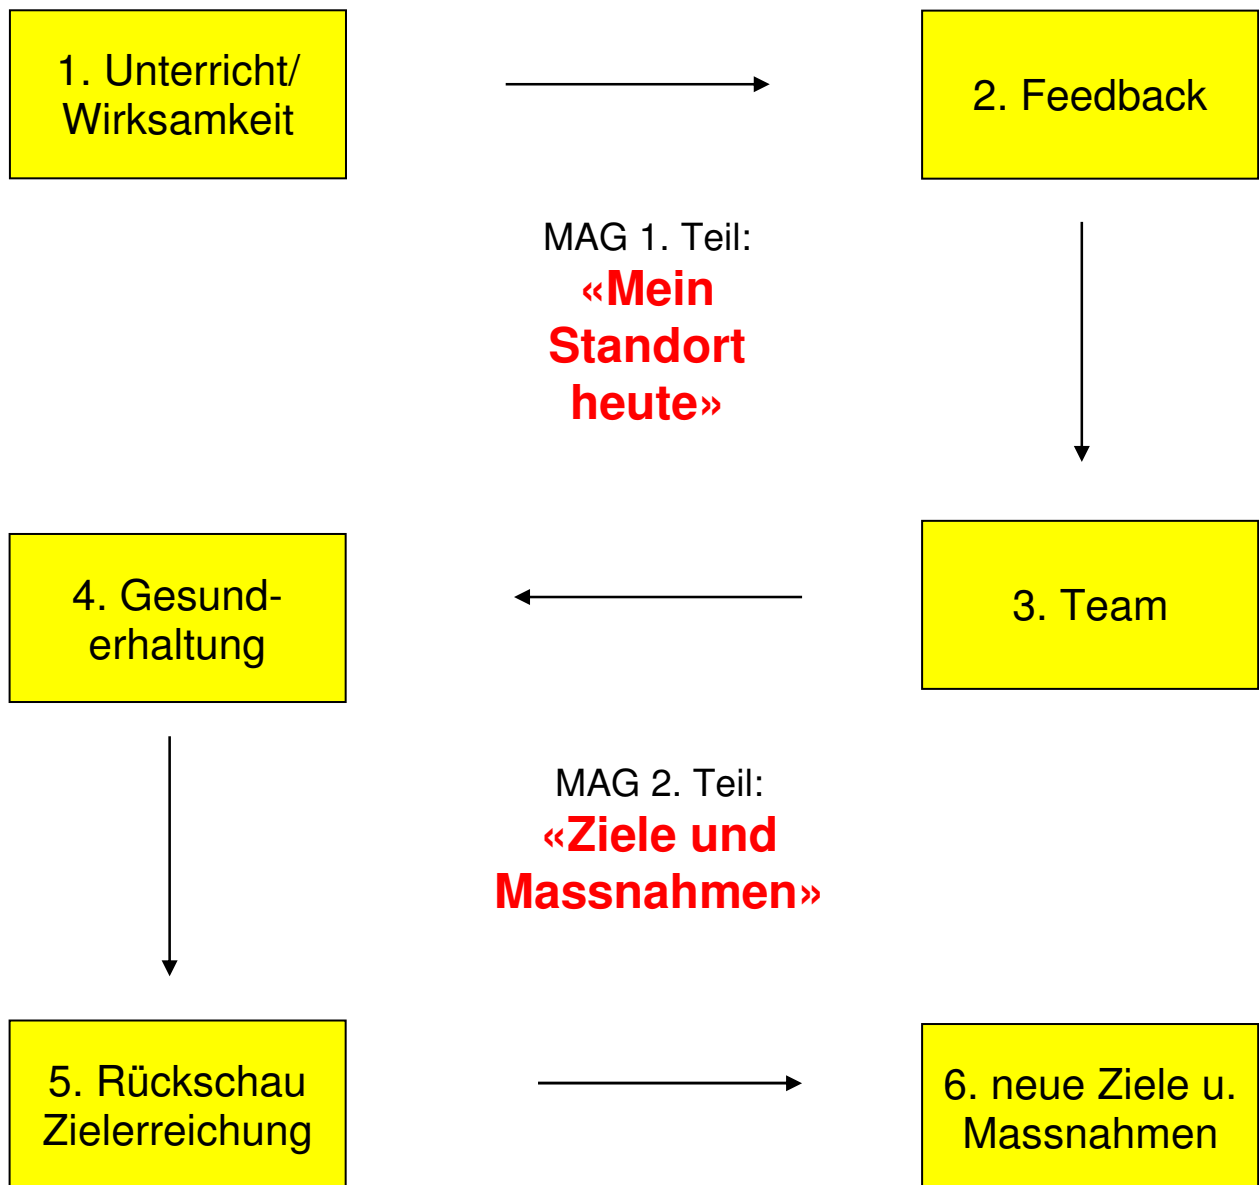 1. Unterricht/
Wirksamkeit
2. Feedback
MAG 1. Teil:
«Mein
Standort
heute»
4. Gesund-
erhaltung
3. Team
MAG 2. Teil:
«Ziele und
Massnahmen»
5. Rückschau
Zielerreichung
6. neue Ziele u.
Massnahmen